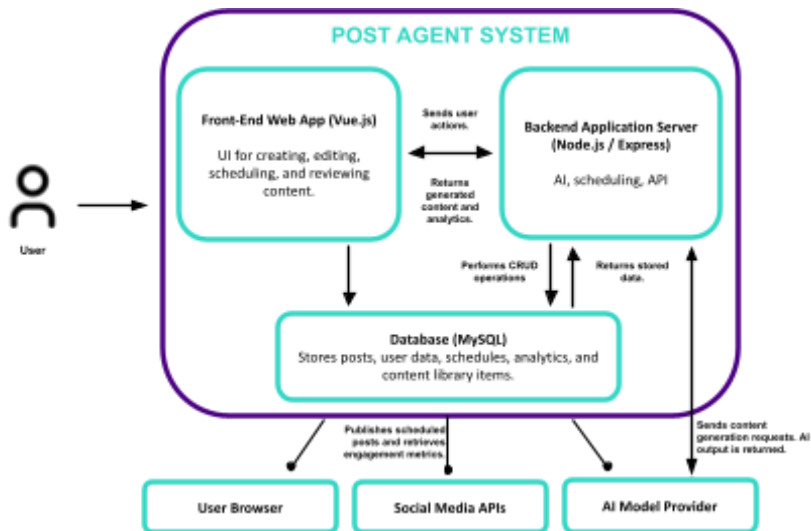 POST AGENT SYSTEM
Front-End Web App (Vue.js)
UI for creating, editing,
scheduling, and reviewing
content.
Sends user
actions.
Returns
generated
content and
analytics.
Backend Application Server
(Node.js / Express)
AI, scheduling, API
User
Performs CRUD
operations
Returns stored
data.
Database (MySQL)
Stores posts, user data, schedules, analytics, and
content library items.
Publishes scheduled
posts and retrieves
engagement metrics.
Sends content
generation requests. AI
output is returned.
User Browser
Social Media APIs
AI Model Provider